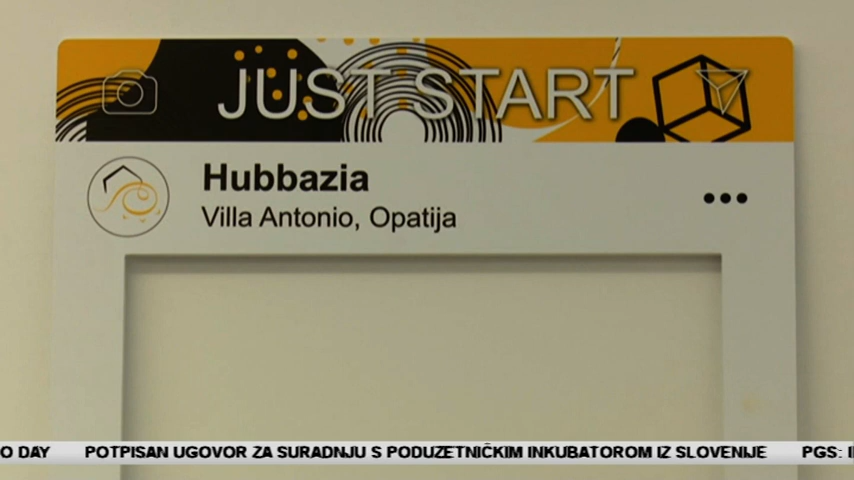 JUST START
Hubbazia
Villa Antonio, Opatija
O DAY POTPISAN UGOVOR ZA SURADNJU S PODUZETNIČKIM INKUBATOROM IZ SLOVENIJE PGS: